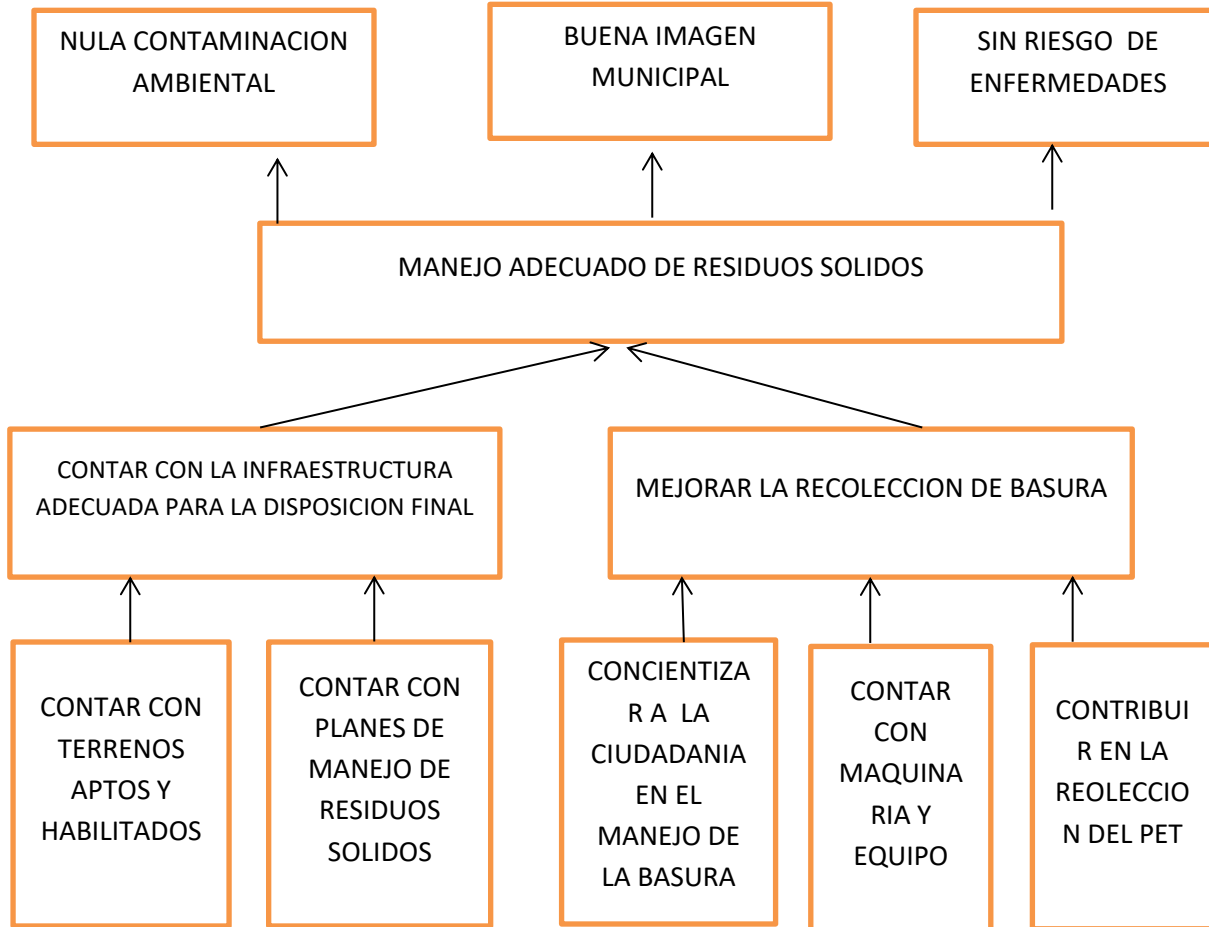 NULA CONTAMINACION
AMBIENTAL
BUENA IMAGEN
MUNICIPAL
SIN RIESGO DE
ENFERMEDADES
MANEJO ADECUADO DE RESIDUOS SOLIDOS
CONTAR CON LA INFRAESTRUCTURA
ADECUADA PARA LA DISPOSICION FINAL
MEJORAR LA RECOLECCION DE BASURA
CONTAR CON
TERRENOS
APTOS Y
HABILITADOS
CONTAR CON
PLANES DE
MANEJO DE
RESIDUOS
SOLIDOS
CONCIENTIZA
R A LA
CIUDADANIA
EN EL
MANEJO DE
LA BASURA
CONTAR
CON
MAQUINA
RIA Y
EQUIPO
CONTRIBUI
R EN LA
REOLECCIO
N DEL PET